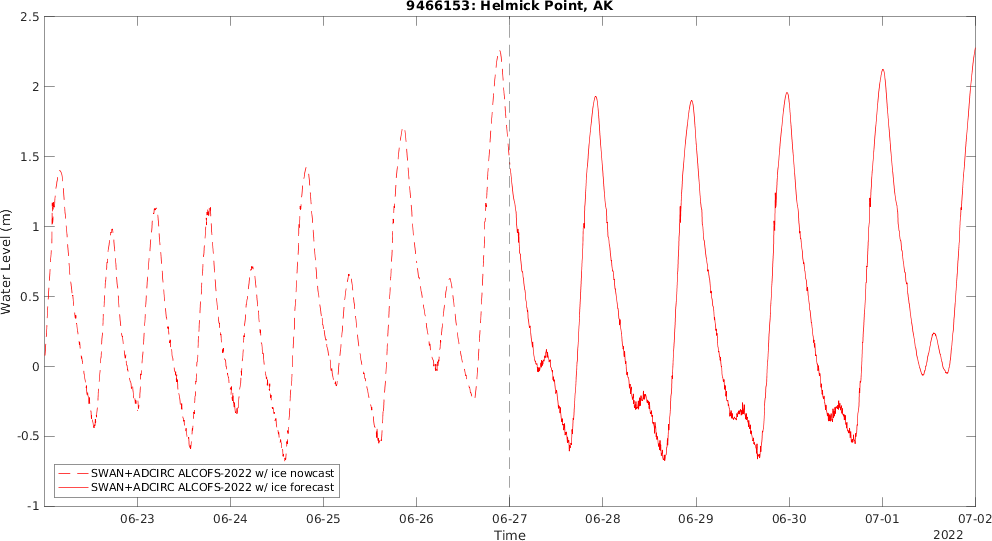 9466153: Helmick Point, AK
2.5
2
1.5
1
0.5
0
-0.5
-1
Water Level (m)
SWAN+ADCIRC ALCOFS-2022 w/ ice nowcast
SWAN+ADCIRC ALCOFS-2022 w/ ice forecast
06-23 06-24 06-25 06-26 06-27 06-28 06-29 06-30 07-01 07-02
Time
2022